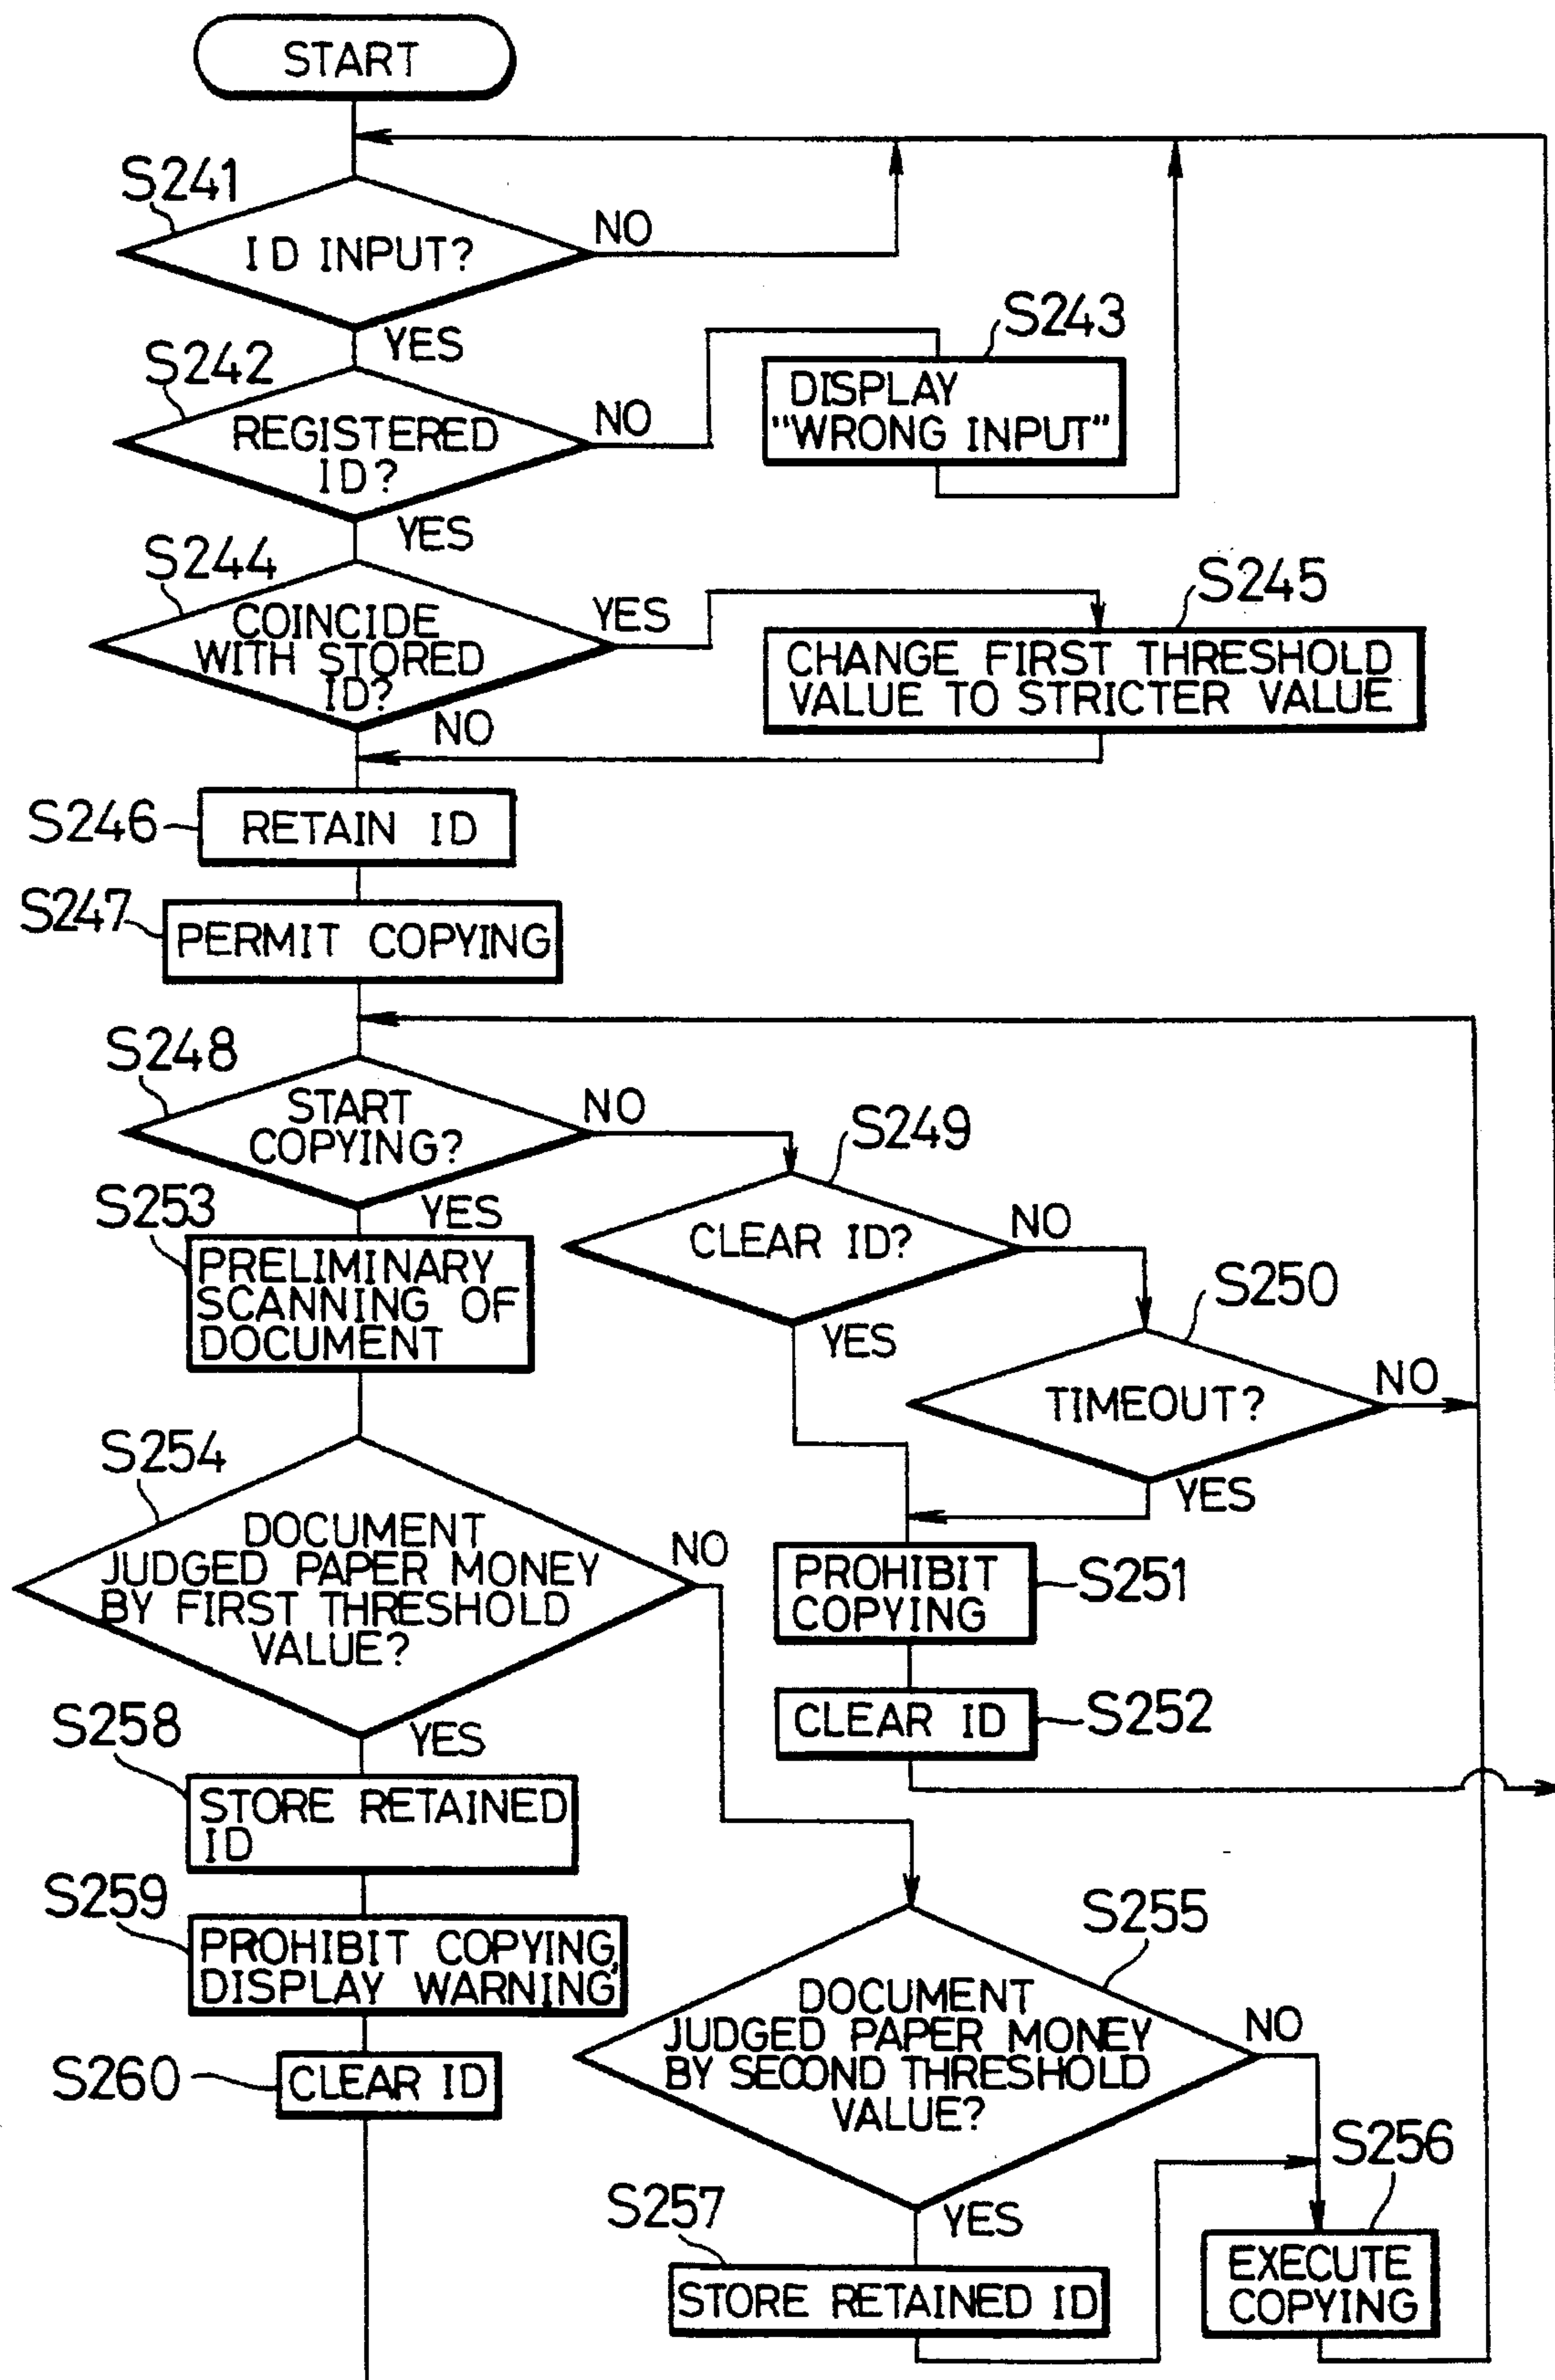 START
S241
ID INPUT?
NO
YES
S242
REGISTERED
ID?
NO
S243
DISPLAY
"WRONG INPUT"
YES
S244
COINCIDE
WITH STORED
ID?
YES
S245
CHANGE FIRST THRESHOLD
VALUE TO STRICTER VALUE
NO
S246
RETAIN ID
S247
PERMIT COPYING
S248
START
COPYING?
NO
S249
CLEAR ID?
NO
YES
S250
TIMEOUT?
NO
YES
S253
YES
PRELIMINARY
SCANNING OF
DOCUMENT
S254
DOCUMENT
JUDGED PAPER MONEY
BY FIRST THRESHOLD
VALUE?
NO
YES
PROHIBIT
COPYING
S251
CLEAR ID
S252
S258
STORE RETAINED
ID
S259
PROHIBIT COPYING,
DISPLAY WARNING
S260
CLEAR ID
S255
DOCUMENT
JUDGED PAPER MONEY
BY SECOND THRESHOLD
VALUE?
NO
YES
S256
EXECUTE
COPYING
S257
STORE RETAINED ID